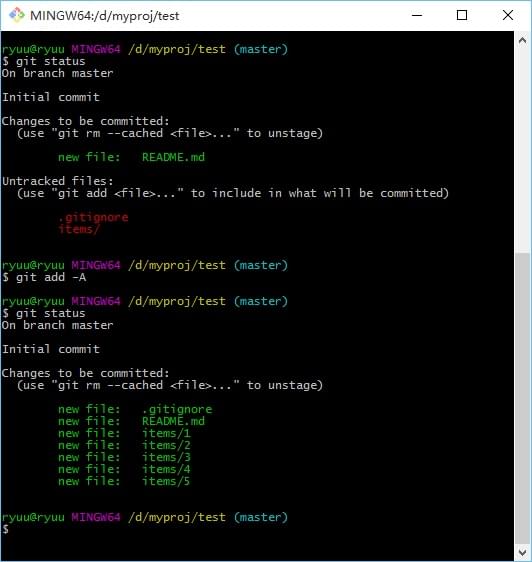 MINGW64:/d/myproj/test
ryuu@ryuu MINGW64 /d/myproj/test (master)
$ git status
On branch master
Initial commit
Changes to be committed:
(use "git rm --cached <file>..." to unstage)
new file: README.md
Untracked files:
(use "git add <file>..." to include in what will be committed)
.gitignore
items/
ryuu@ryuu MINGW64 /d/myproj/test (master)
$ git add -A
ryuu@ryuu MINGW64 /d/myproj/test (master)
$ git status
On branch master
Initial commit
Changes to be committed:
(use "git rm --cached <file>..." to unstage)
new file: .gitignore
new file: README.md
new file: items/1
new file: items/2
new file: items/3
new file: items/4
new file: items/5
ryuu@ryuu MINGW64 /d/myproj/test (master)
$